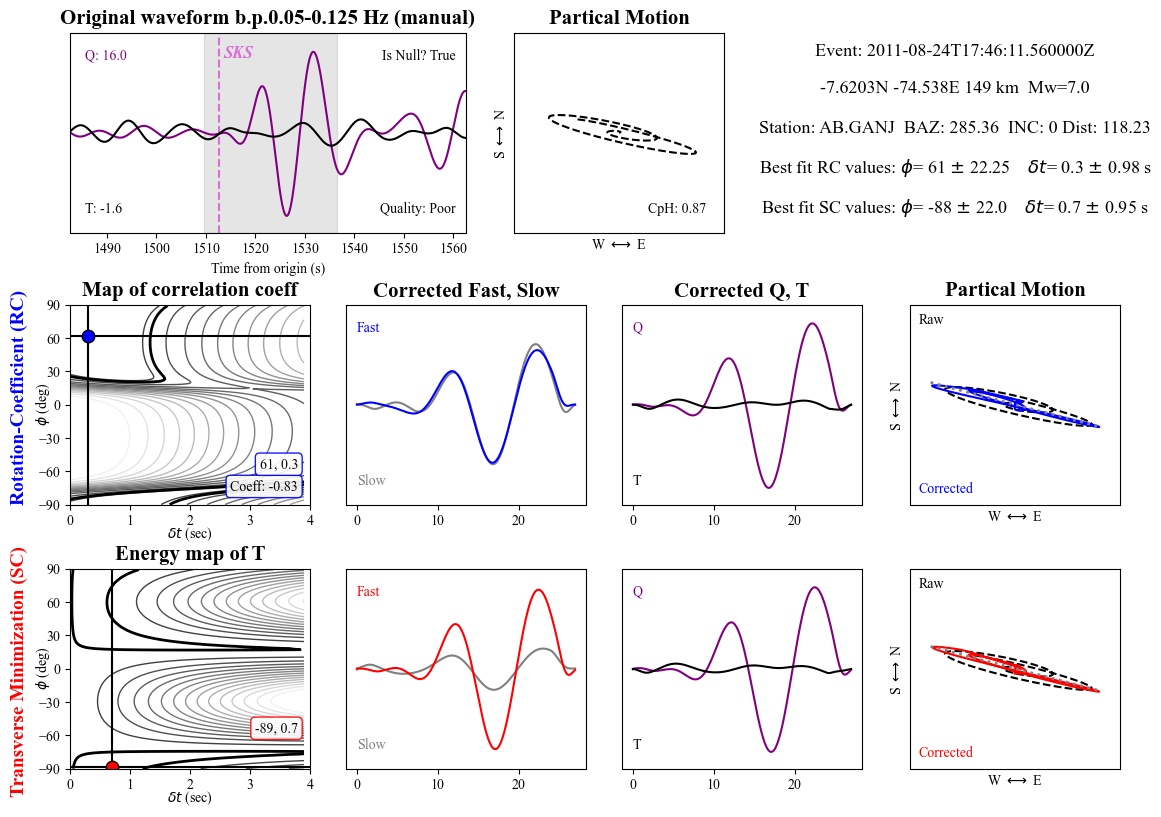 Original waveform b.p.0.05-0.125 Hz (manual)
Q: 16.0
SKS
Is Null? True
T: -1.6
Quality: Poor
1490 1500 1510 1520 1530 1540 1550 1560
Time from origin (s)
Partical Motion
S ⟷ N
CpH: 0.87
W ⟷ E
Event: 2011-08-24T17:46:11.560000Z
-7.6203N -74.538E 149 km Mw=7.0
Station: AB.GANJ BAZ: 285.36 INC: 0 Dist: 118.23
Best fit RC values: ϕ= 61 ± 22.25 δt= 0.3 ± 0.98 s
Best fit SC values: ϕ= -88 ± 22.0 δt= 0.7 ± 0.95 s
Rotation-Coefficient (RC)
Map of correlation coeff
ϕ (deg)
90
60
30
0
−30
−60
−90
61, 0.3
Coeff: -0.83
0 1 2 3 4
δt (sec)
Corrected Fast, Slow
Fast
Slow
0 10 20
Corrected Q, T
Q
T
0 10 20
Partical Motion
Raw
S ⟷ N
Corrected
W ⟷ E
Transverse Minimization (SC)
Energy map of T
ϕ (deg)
90
60
30
0
−30
−60
−90
-89, 0.7
0 1 2 3 4
δt (sec)
Fast
Slow
0 10 20
Q
T
0 10 20
Raw
S ⟷ N
Corrected
W ⟷ E